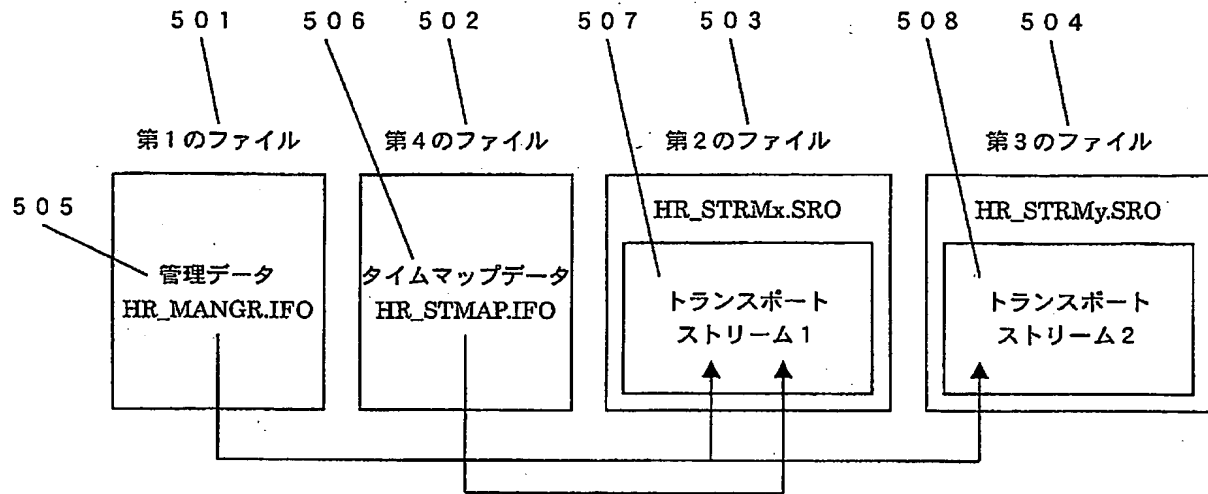 ５０１ ５０６ ５０２ ５０７ ５０３ ５０８ ５０４
第１のファイル 第４のファイル 第２のファイル 第３のファイル
５０５
管理データ
HR_MANGR.IFO
タイムマップデータ
HR_STMAP.IFO
HR_STRMx.SRO
トランスポート
ストリーム１
HR_STRMy.SRO
トランスポート
ストリーム２